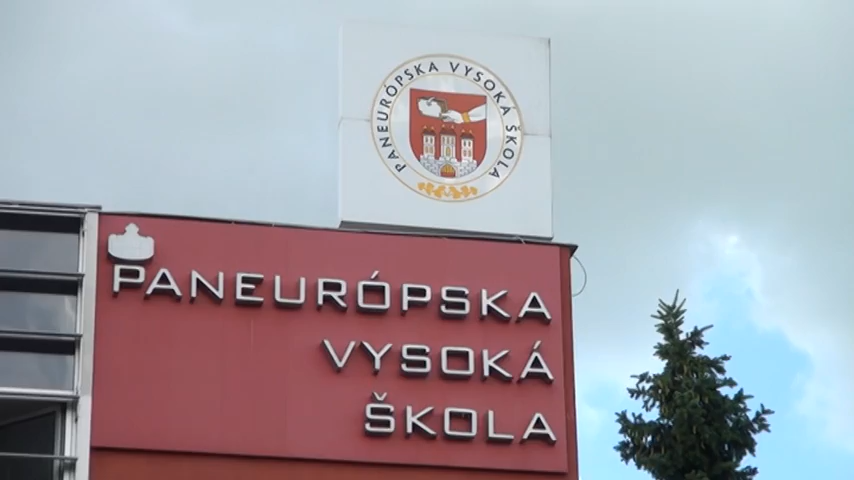 PANEURÓPSKA VYSOKÁ ŠKOLA
PANEURÓPSKA
VYSOKÁ
ŠKOLA